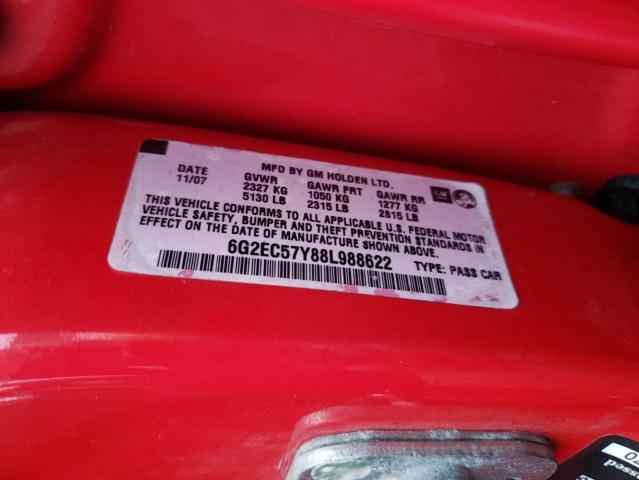 MFD BY GM HOLDEN LTD.
DATE GVWR GAWR FRT GAWR RR
11/07 2327 KG 1050 KG 1277 KG
5130 LB 2315 LB 2815 LB
THIS VEHICLE CONFORMS TO ALL APPLICABLE U.S. FEDERAL MOTOR
VEHICLE SAFETY, BUMPER AND THEFT PREVENTION STANDARDS IN
EFFECT ON THE DATE OF MANUFACTURE SHOWN ABOVE.
6G2EC57Y88L988622
TYPE: PASS CAR
GM